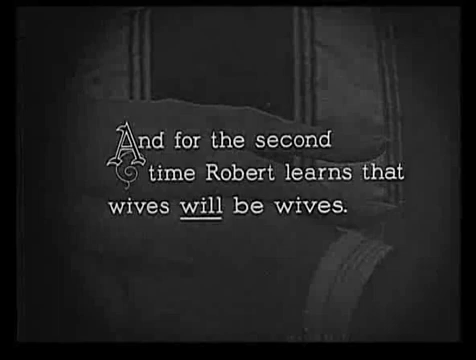 And for the second
time Robert learns that
wives will be wives.